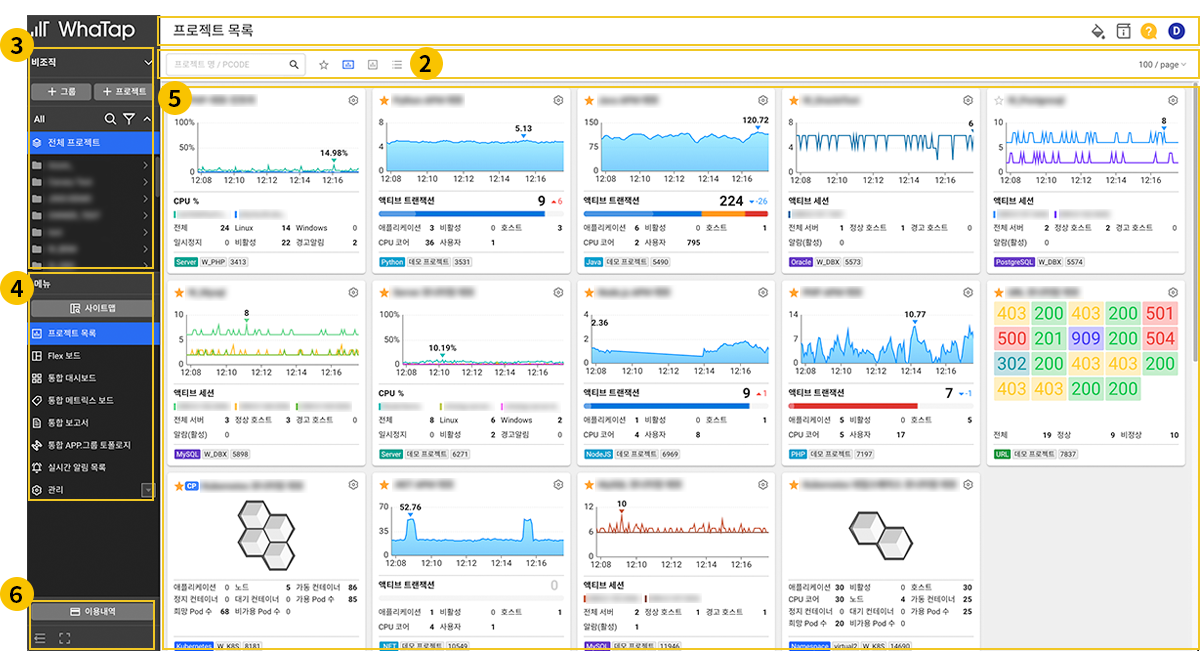 WhaTap
프로젝트 목록
3
비조직
프로젝트 명 / PCODE
2
100 / page
+ 그룹
+ 프로젝트
All
전체 프로젝트
4
메뉴
사이트맵
프로젝트 목록
Flex 보드
통합 대시보드
통합 메트릭스 보드
통합 보고서
통합 APP.그룹 토폴로지
실시간 알림 목록
관리
6
이용내역
5
100%
50%
0
14.98%
12:08 12:10 12:12 12:14 12:16
CPU %
전체 24 Linux 14 Windows 0
일시정지 0 비활성 22 경고알림 2
Server W_PHP 3413
8
4
0
5.13
12:08 12:10 12:12 12:14 12:16
액티브 트랜잭션 9 6
애플리케이션 3 비활성 0 호스트 3
CPU 코어 36 사용자 1
Python 데모 프로젝트 3531
150
75
0
120.72
12:08 12:10 12:12 12:14 12:16
액티브 트랜잭션 224 -26
애플리케이션 6 비활성 0 호스트 1
CPU 코어 2 사용자 795
Java 데모 프로젝트 5490
8
4
0
6
12:08 12:10 12:12 12:14 12:16
액티브 세션
전체 서버 1 정상 호스트 1 경고 호스트 0
알람(활성) 0
Oracle W_DBX 5573
10
5
0
8
12:08 12:10 12:12 12:14 12:16
액티브 세션
전체 서버 2 정상 호스트 2 경고 호스트 0
알람(활성) 0
PostgreSQL W_DBX 5574
10
5
0
8
12:08 12:10 12:12 12:14 12:16
액티브 세션
전체 서버 3 정상 호스트 3 경고 호스트 0
알람(활성) 0
MySQL W_DBX 5898
100%
50%
0
10.19%
12:08 12:10 12:12 12:14 12:16
CPU %
전체 8 Linux 6 Windows 2
일시정지 0 비활성 2 경고알림 2
Server 데모 프로젝트 6271
4
2.36
2
0
12:08 12:10 12:12 12:14 12:16
액티브 트랜잭션 9 1
애플리케이션 1 비활성 0 호스트 1
CPU 코어 4 사용자 8
NodeJS 데모 프로젝트 6969
14
7
0
10.77
12:08 12:10 12:12 12:14 12:16
액티브 트랜잭션 7 -1
애플리케이션 5 비활성 0 호스트 5
CPU 코어 5 사용자 17
PHP 데모 프로젝트 7197
403 200 403 200 501
500 201 909 200 504
302 200 403 403 200
403 403 200 200
전체 19 정상 9 비정상 10
URL 데모 프로젝트 7837
CP
애플리케이션 0 노드 5 가동 컨테이너 86
정지 컨테이너 0 대기 컨테이너 0 가용 Pod 수 85
희망 Pod 수 68 비가용 Pod 수 0
Kubernetes W_K8S 8181
70
35
0
52.76
12:08 12:10 12:12 12:14 12:16
액티브 트랜잭션 0
애플리케이션 1 비활성 0 호스트 1
CPU 코어 4 사용자 1
.NET 데모 프로젝트 10549
12
6
0
10
12:08 12:10 12:12 12:14 12:16
액티브 세션
전체 서버 2 정상 호스트 1 경고 호스트 1
알람(활성) 1
MySQL 데모 프로젝트 11946
애플리케이션 30 비활성 0 호스트 30
CPU 코어 30 노드 4 가동 컨테이너 25
정지 컨테이너 0 대기 컨테이너 0 가용 Pod 수 25
희망 Pod 수 20 비가용 Pod 수 0
Namespace virtual2 W_K8S 14690